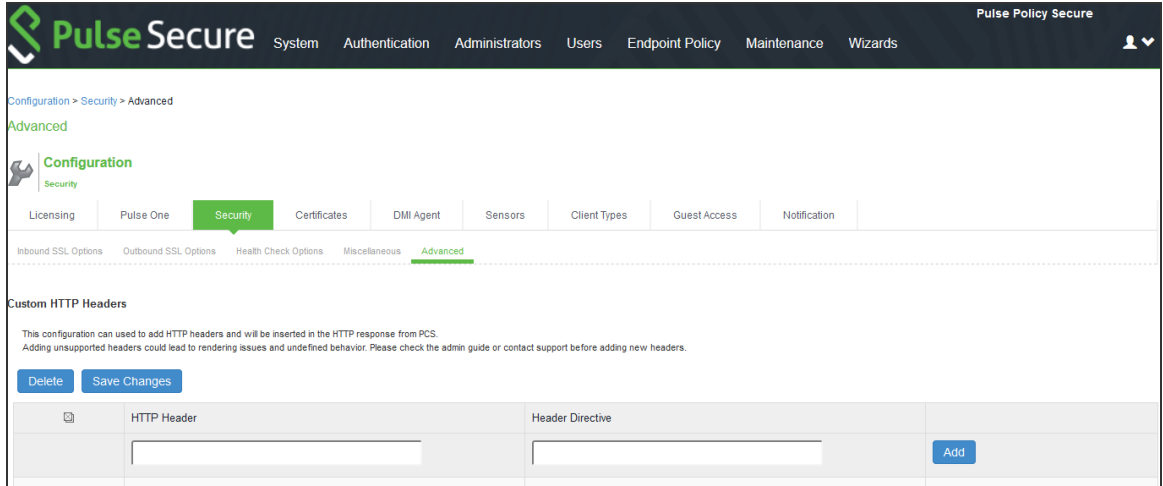 Pulse Policy Secure
Pulse Secure System Authentication Administrators Users Endpoint Policy Maintenance Wizards
Configuration > Security > Advanced
Advanced
Configuration
Security
Licensing Pulse One Security Certificates DMI Agent Sensors Client Types Guest Access Notification
Inbound SSL Options Outbound SSL Options Health Check Options Miscellaneous Advanced
Custom HTTP Headers
This configuration can used to add HTTP headers and will be inserted in the HTTP response from PCS.
Adding unsupported headers could lead to rendering issues and undefined behavior. Please check the admin guide or contact support before adding new headers.
Delete Save Changes
HTTP Header Header Directive
Add